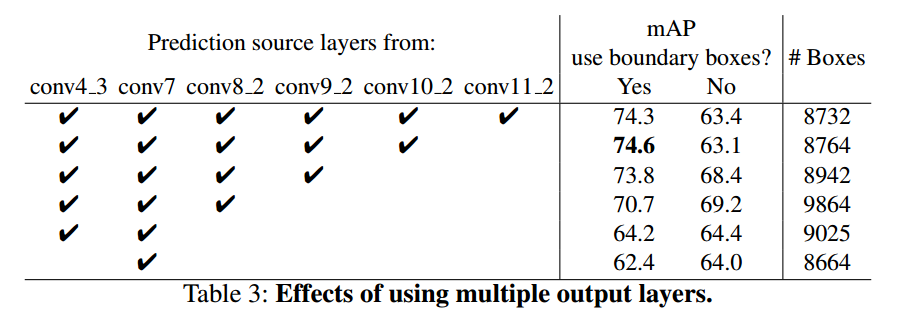 Prediction source layers from: mAP
use boundary boxes? # Boxes
conv4_3 conv7 conv8_2 conv9_2 conv10_2 conv11_2 Yes No
✔ ✔ ✔ ✔ ✔ ✔ 74.3 63.4 8732
✔ ✔ ✔ ✔ ✔ 74.6 63.1 8764
✔ ✔ ✔ ✔ 73.8 68.4 8942
✔ ✔ ✔ 70.7 69.2 9864
✔ ✔ 64.2 64.4 9025
✔ 62.4 64.0 8664
Table 3: Effects of using multiple output layers.